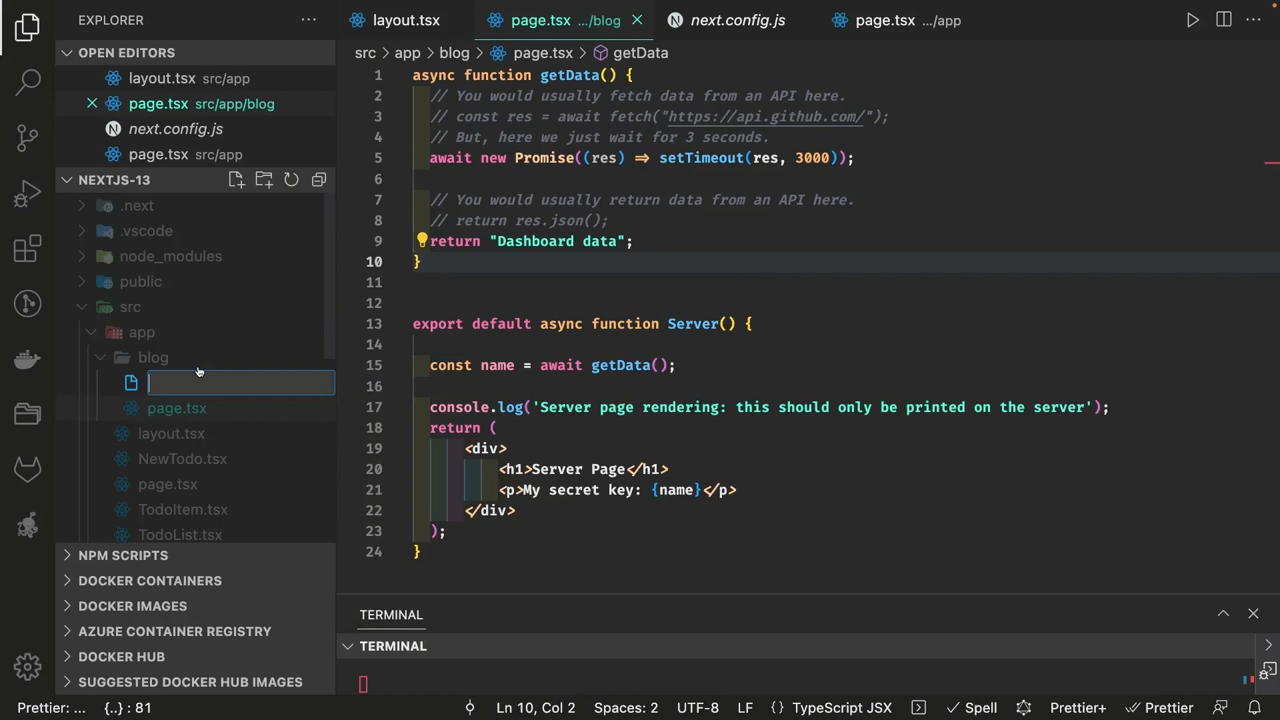 EXPLORER
layout.tsx
page.tsx .../blog
next.config.js
page.tsx .../app
OPEN EDITORS
layout.tsx src/app
page.tsx src/app/blog
next.config.js
page.tsx src/app
NEXTJS-13
.next
.vscode
node_modules
public
src
app
blog
page.tsx
layout.tsx
NewTodo.tsx
page.tsx
TodoItem.tsx
TodoList.tsx
NPM SCRIPTS
DOCKER CONTAINERS
DOCKER IMAGES
AZURE CONTAINER REGISTRY
DOCKER HUB
SUGGESTED DOCKER HUB IMAGES
src > app > blog > page.tsx > getData
1 async function getData() {
2 // You would usually fetch data from an API here.
3 // const res = await fetch("https://api.github.com/");
4 // But, here we just wait for 3 seconds.
5 await new Promise((res) => setTimeout(res, 3000));
6
7 // You would usually return data from an API here.
8 // return res.json();
9 return "Dashboard data";
10 }
11
12
13 export default async function Server() {
14
15 const name = await getData();
16
17 console.log('Server page rendering: this should only be printed on the server');
18 return (
19 <div>
20 <h1>Server Page</h1>
21 <p>My secret key: {name}</p>
22 </div>
23 );
24 }
TERMINAL
TERMINAL
Prettier: ...
{..} : 81
Ln 10, Col 2
Spaces: 2
UTF-8
LF
{} TypeScript JSX
Spell
Prettier+
Prettier